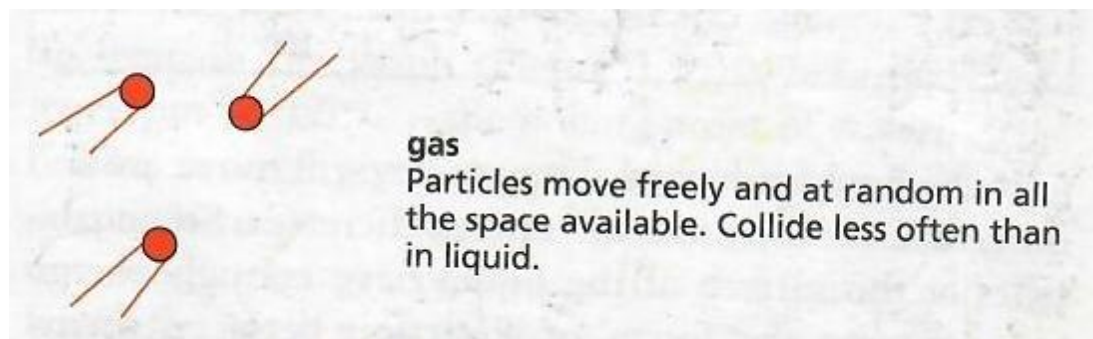 gas
Particles move freely and at random in all
the space available. Collide less often than
in liquid.